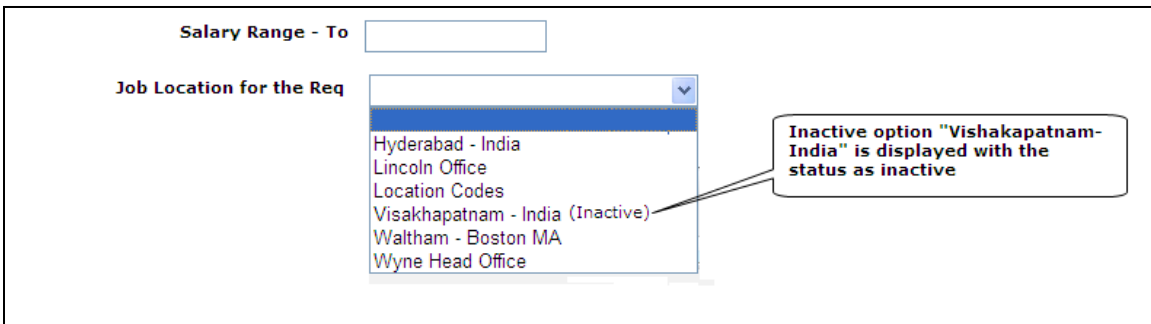 Salary Range - To
Job Location for the Req
Hyderabad - India
Lincoln Office
Location Codes
Visakhapatnam - India (Inactive)
Waltham - Boston MA
Wyne Head Office
Inactive option "Vishakapatnam-
India" is displayed with the
status as inactive